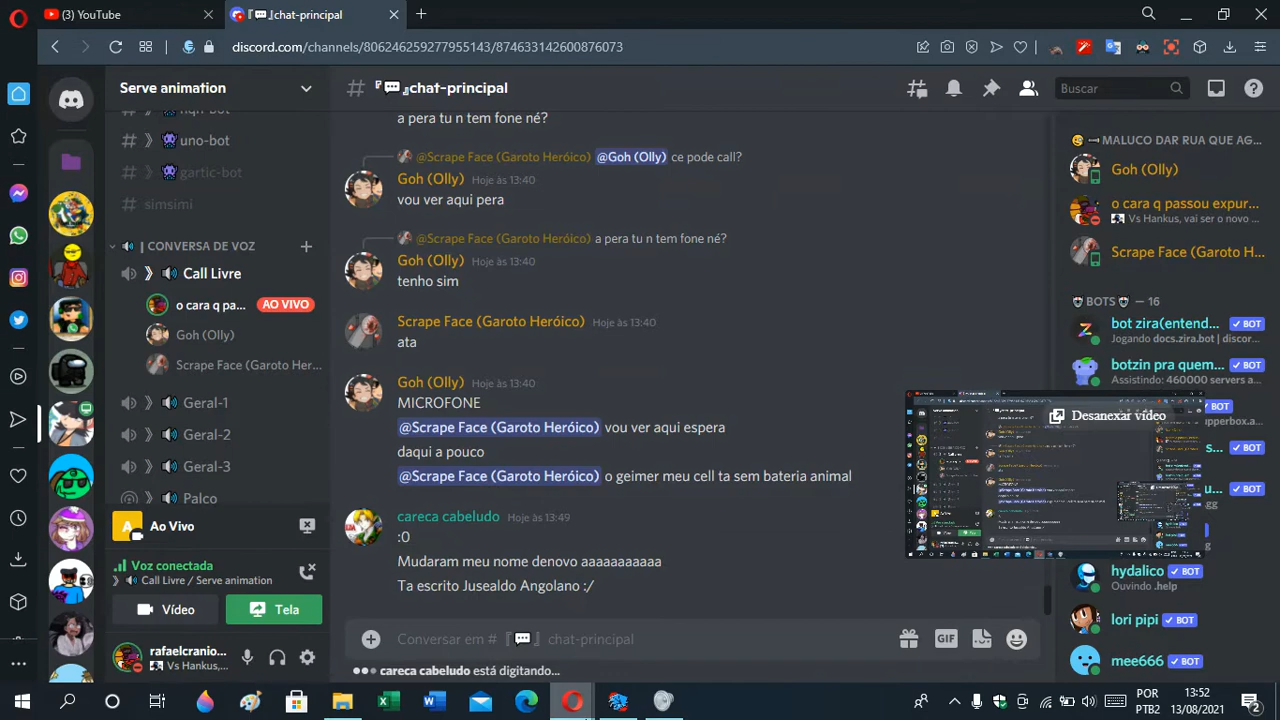 YouTube
『💬』chat-principal
discord.com/channels/806246259277955143/874633142600876073
Serve animation
# 『💬』chat-principal
Buscar
uno-bot
gartic-bot
simsimi
CONVERSA DE VOZ
Call Livre
o cara q pa... AO VIVO
Goh (Olly)
Scrape Face (Garoto Her...
Geral-1
Geral-2
Geral-3
Palco
Ao Vivo
Voz conectada
Call Livre / Serve animation
Vídeo
Tela
rafaelcranio...
Vs Hankus,...
a pera tu n tem fone né?
@Scrape Face (Garoto Heróico) @Goh (Olly) ce pode call?
Goh (Olly) Hoje às 13:40
vou ver aqui pera
@Scrape Face (Garoto Heróico) a pera tu n tem fone né?
Goh (Olly) Hoje às 13:40
tenho sim
Scrape Face (Garoto Heróico) Hoje às 13:40
ata
Goh (Olly) Hoje às 13:40
MICROFONE
@Scrape Face (Garoto Heróico) vou ver aqui espera
daqui a pouco
@Scrape Face (Garoto Heróico) o geimer meu cell ta sem bateria animal
careca cabeludo Hoje às 13:49
:0
Mudaram meu nome denovo aaaaaaaaaaa
Ta escrito Jusealdo Angolano :/
Conversar em # 『💬』 chat-principal
GIF
careca cabeludo está digitando...
MALUCO DAR RUA QUE AG...
Goh (Olly)
o cara q passou expur...
Vs Hankus, vai ser o novo ...
Scrape Face (Garoto H...
BOTS — 16
bot zira(entend... BOT
Jogando docs.zira.bot | discor...
botzin pra quem... BOT
Assistindo: 460000 servers a...
BOT
Desanexar vídeo
pperbox.a...
s... BOT
u... BOT
gg
hydalico BOT
Ouvindo .help
lori pipi BOT
mee666 BOT
POR
PTB2
13:52
13/08/2021
2